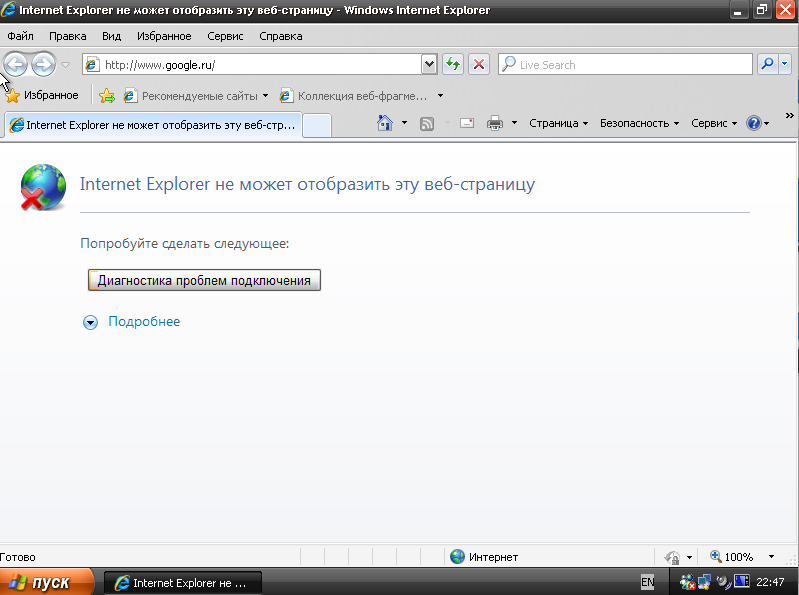 Internet Explorer не может отобразить эту веб-страницу - Windows Internet Explorer
Файл Правка Вид Избранное Сервис Справка
http://www.google.ru/ Live Search
Избранное Рекомендуемые сайты Коллекция веб-фрагме...
Internet Explorer не может отобразить эту веб-стр... Страница Безопасность Сервис
Internet Explorer не может отобразить эту веб-страницу
Попробуйте сделать следующее:
Диагностика проблем подключения
Подробнее
Готово Интернет 100%
пуск Internet Explorer не ... EN 22:47